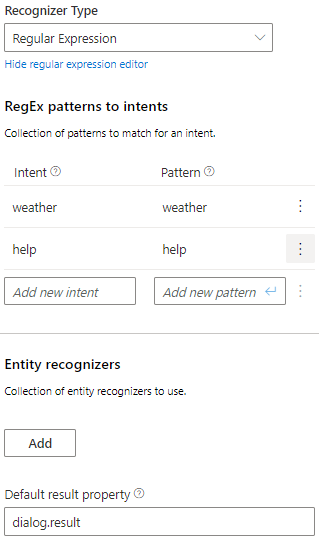 Recognizer Type
Regular Expression
Hide regular expression editor
RegEx patterns to intents
Collection of patterns to match for an intent.
Intent Pattern
weather weather
help help
Add new intent Add new pattern
Entity recognizers
Collection of entity recognizers to use.
Add
Default result property
dialog.result